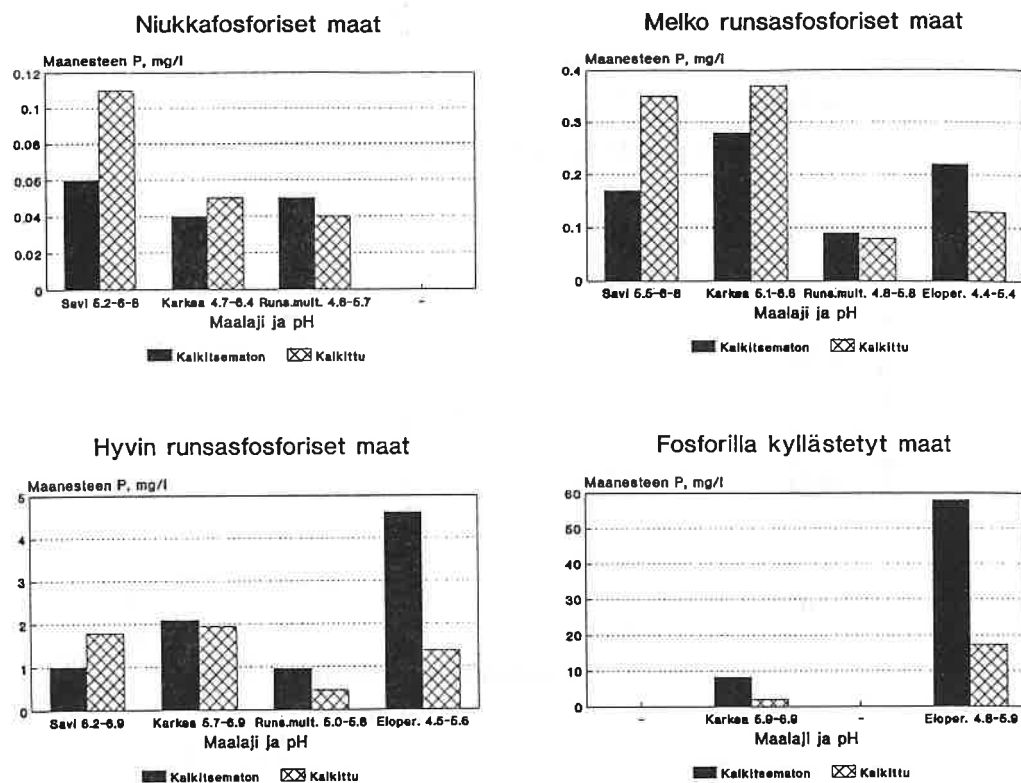 Niukkafosforiset maat
Maanesteen P, mg/l
0.12
0.1
0.08
0.06
0.04
0.02
0
Savi 5.2-6-8 Karkea 4.7-6.4 Runs.mult. 4.6-5.7 -
Maalaji ja pH
Kalkitsematon Kalkittu
Melko runsasfosforiset maat
Maanesteen P, mg/l
0.4
0.3
0.2
0.1
0
Savi 5.5-6-8 Karkea 5.1-6.6 Runs.mult. 4.8-5.8 Eloper. 4.4-5.4
Maalaji ja pH
Kalkitsematon Kalkittu
Hyvin runsasfosforiset maat
Maanesteen P, mg/l
5
4
3
2
1
0
Savi 6.2-6.9 Karkea 5.7-6.9 Runs.mult. 5.0-5.8 Eloper. 4.5-5.6
Maalaji ja pH
Kalkitsematon Kalkittu
Fosforilla kyllästetyt maat
Maanesteen P, mg/l
60
50
40
30
20
10
0
- Karkea 5.9-6.9 - Eloper. 4.8-5.9
Maalaji ja pH
Kalkitsematon Kalkittu